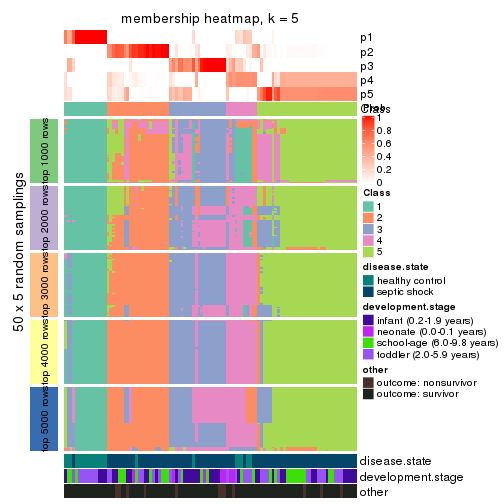 membership heatmap, k = 5
p1
p2
p3
p4
p5
Class
Prob
1
0.8
0.6
0.4
0.2
0
Class
1
2
3
4
5
disease.state
healthy control
septic shock
development.stage
infant (0.2-1.9 years)
neonate (0.0-0.1 years)
school-age (6.0-9.8 years)
toddler (2.0-5.9 years)
other
outcome: nonsurvivor
outcome: survivor
50 x 5 random samplings
top 1000 rows
top 2000 rows
top 3000 rows
top 4000 rows
top 5000 rows
disease.state
development.stage
other